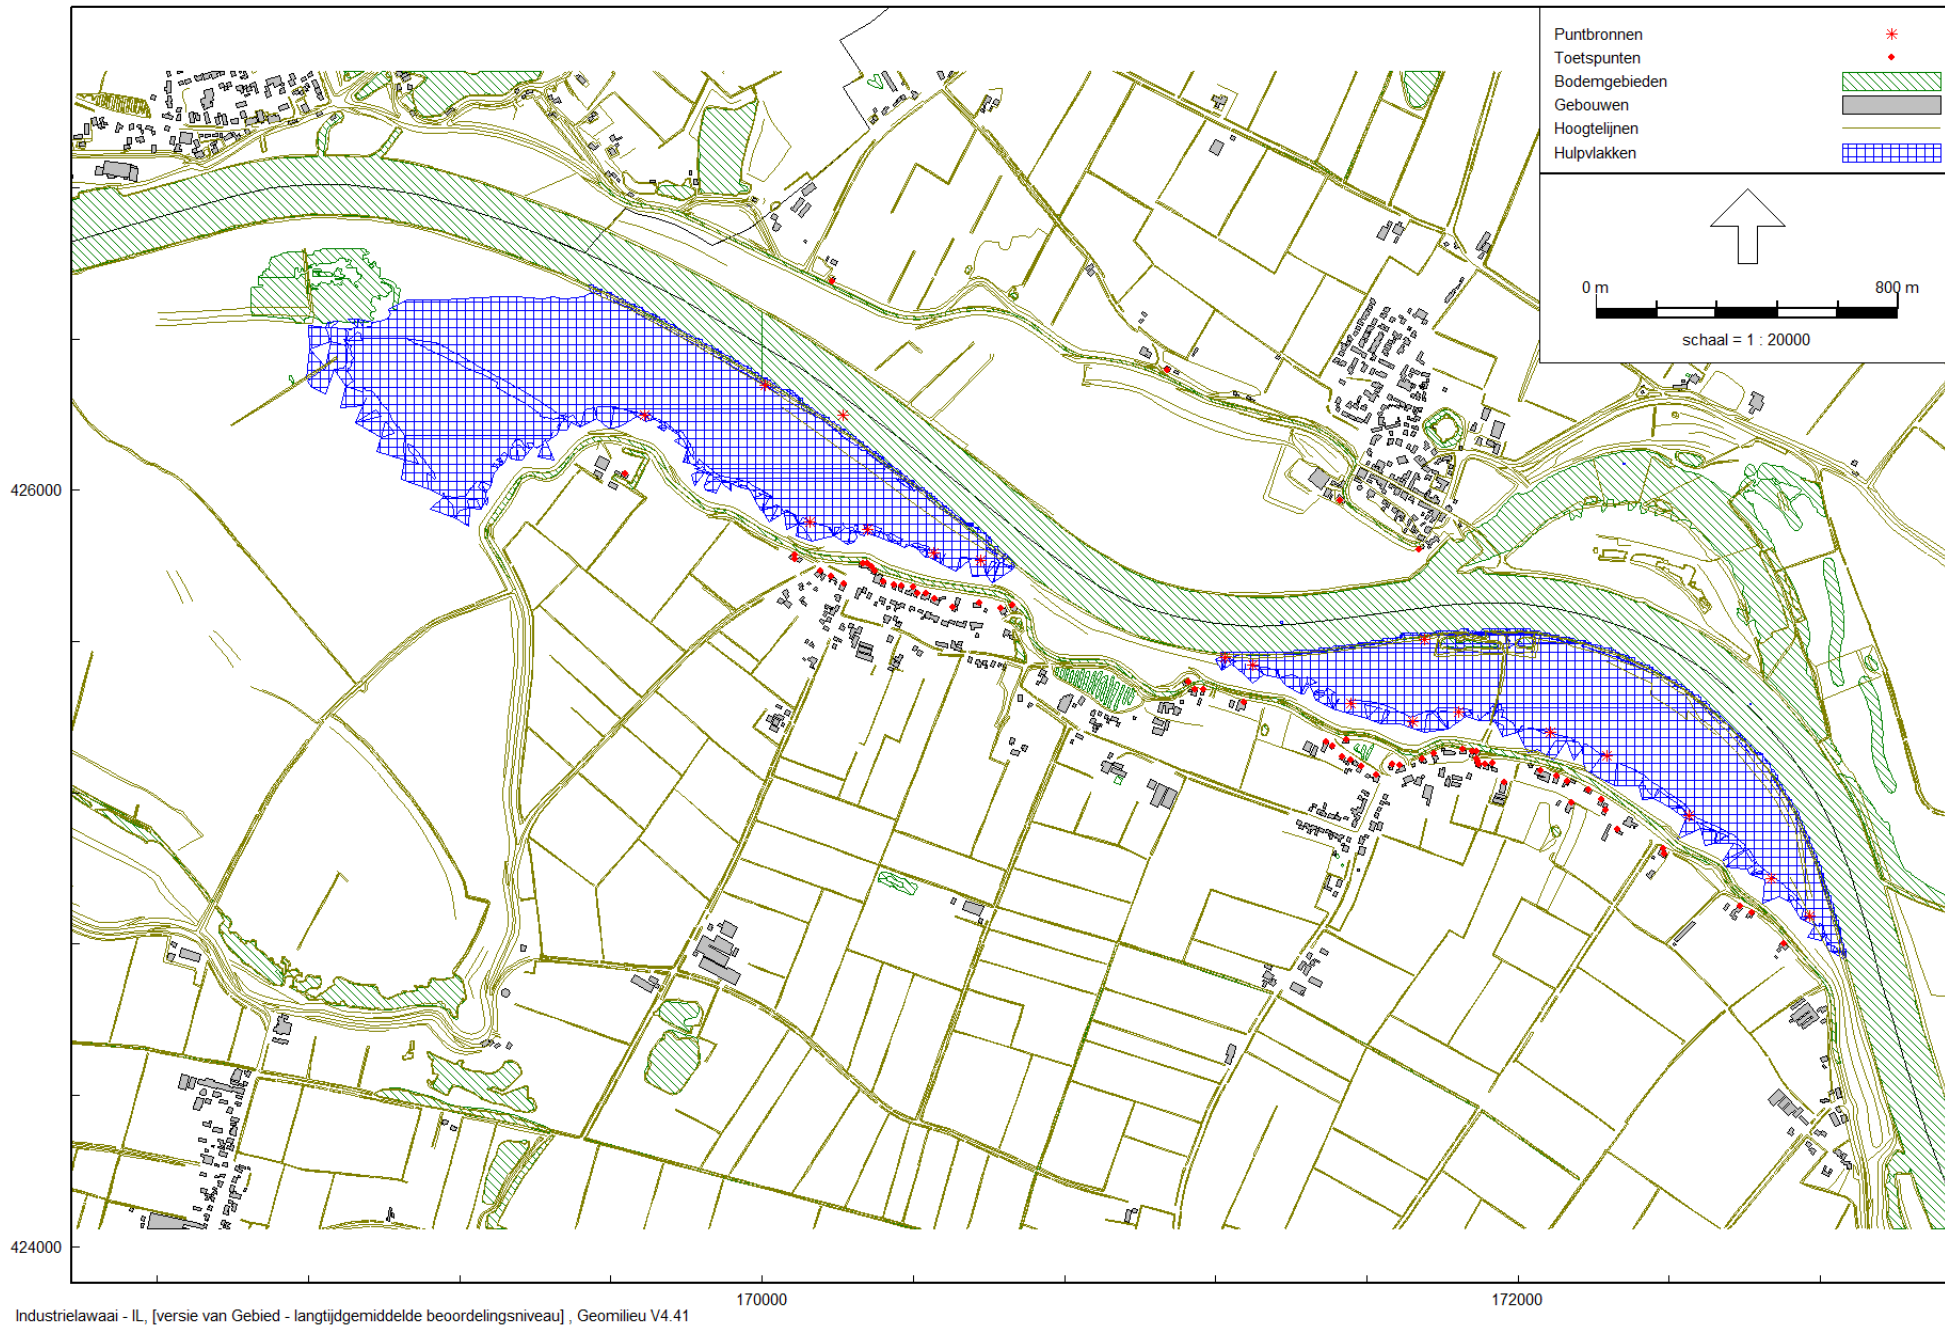 Puntbronnen
Toetspunten
Bodemgebieden
Gebouwen
Hoogtelijnen
Hulpvlakken
0 m 800 m
schaal = 1 : 20000
426000
424000
170000 172000
Industrielawaai - IL, [versie van Gebied - langtijdgemiddelde beoordelingsniveau] , Geomilieu V4.41